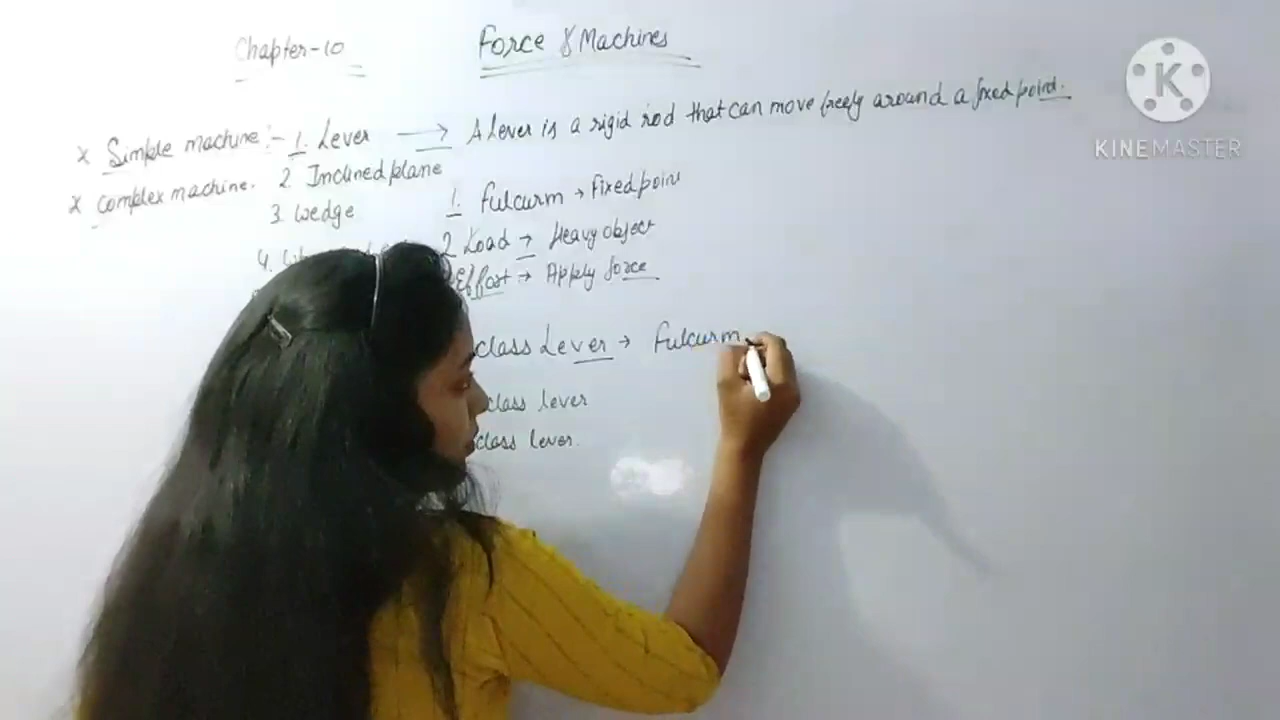 Chapter-10 Force & Machines
x Simple machine :- 1. Lever → A Lever is a rigid rod that can move freely around a fixed point.
x complex machine. 2. Inclined plane
3. Wedge
4.
1. Fulcurm → Fixed point
2 Load → Heavy object
Effort → Apply force
class Lever → Fulcurm
class lever
class lever.
K
KINEMASTER